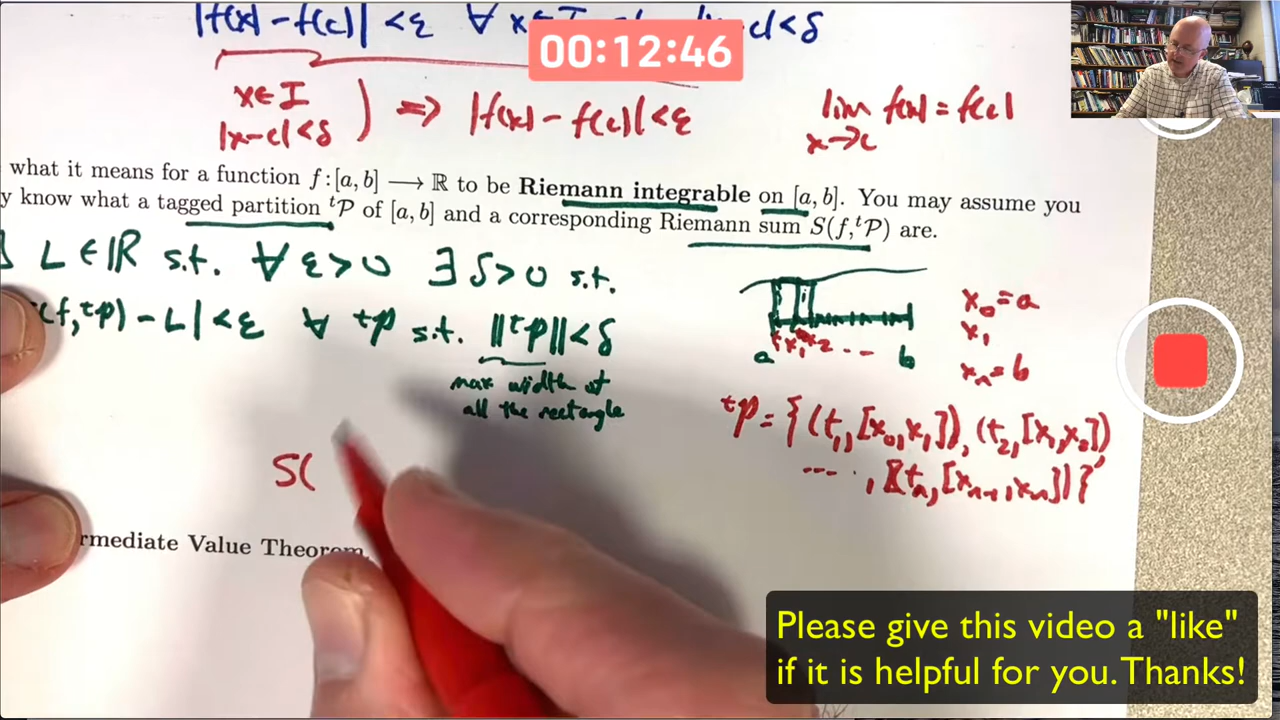 |f(x) - f(c)| < ε ∀ x ∈ I |x-c| < δ
00:12:46
x ∈ I
|x-c| < δ ) ⇒ |f(x) - f(c)| < ε
lim f(x) = f(c)
x→c
what it means for a function f : [a, b] ⟶ ℝ to be Riemann integrable on [a, b]. You may assume you
y know what a tagged partition ᵗP of [a, b] and a corresponding Riemann sum S(f, ᵗP) are.
L ∈ ℝ s.t. ∀ ε > 0 ∃ δ > 0 s.t.
(f, ᵗP) - L| < ε ∀ ᵗP s.t. ||ᵗP|| < δ
max width of
all the rectangle
x₀ = a
x₁
xₙ = b
a x₁ x₂ ... b
ᵗP = {(t₁, [x₀, x₁]), (t₂, [x₁, x₂])
...., (tₙ, [xₙ₋₁, xₙ])}
S(
rmediate Value Theorem.
Please give this video a "like"
if it is helpful for you. Thanks!